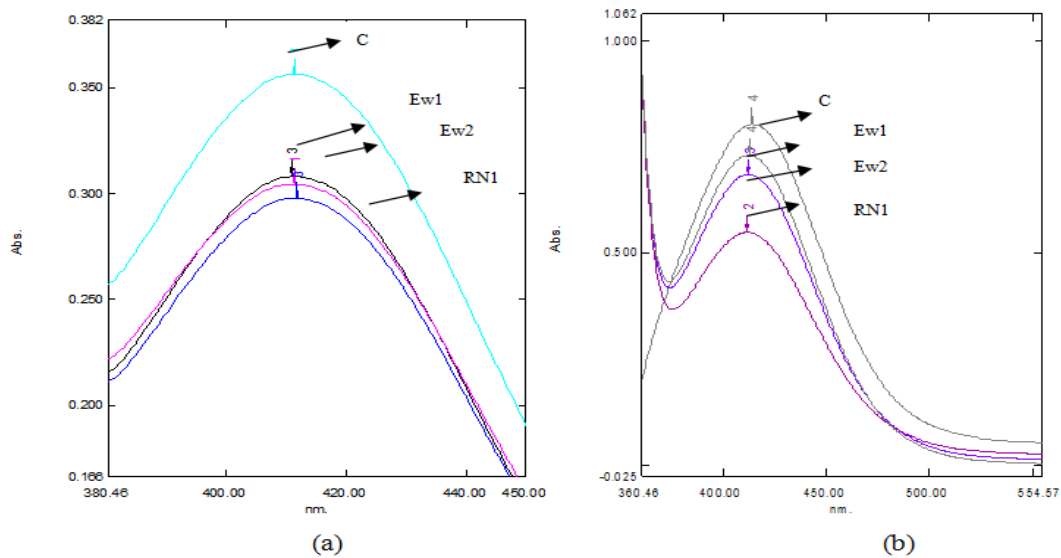 0.382
0.350
0.300
0.250
0.200
0.166
Abs.
380.46
400.00
420.00
440.00
450.00
nm.
C
Ew1
Ew2
RN1
3
(a)
1.062
1.000
0.500
-0.025
Abs.
360.46
400.00
450.00
500.00
554.57
nm.
4
C
4
Ew1
3
Ew2
2
RN1
(b)